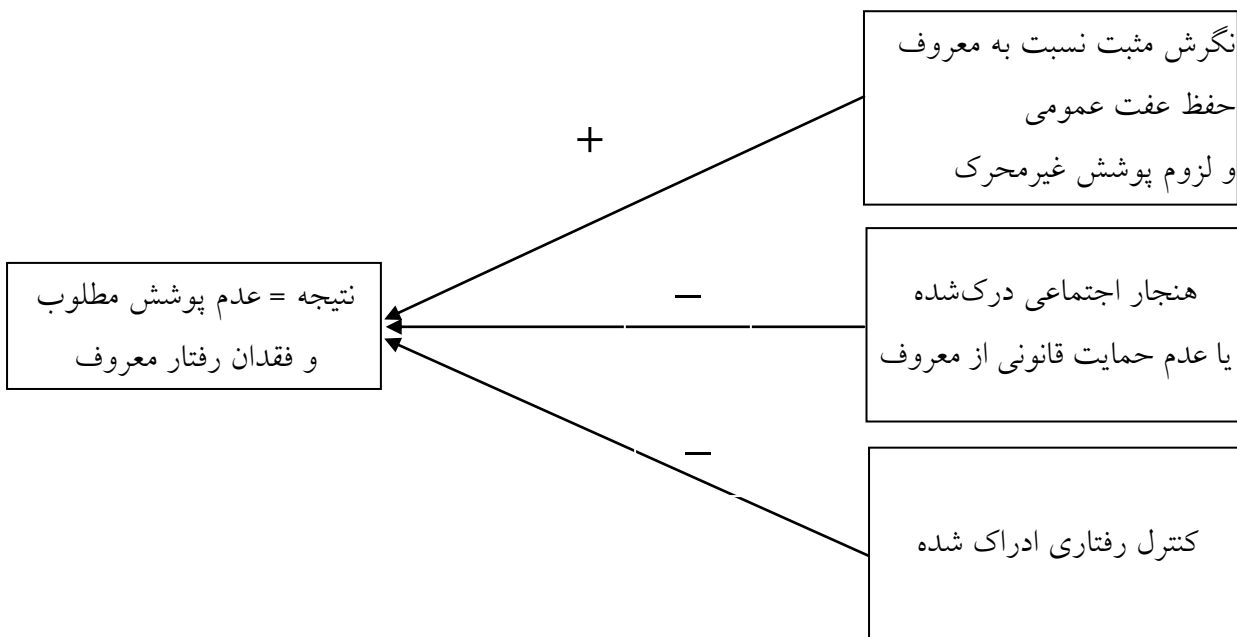 نگرش مثبت نسبت به معروف
حفظ عفت عمومی
و لزوم پوشش غیرمحرک
+
هنجار اجتماعی درک‌شده
یا عدم حمایت قانونی از معروف
−
نتیجه = عدم پوشش مطلوب
و فقدان رفتار معروف
−
کنترل رفتاری ادراک شده